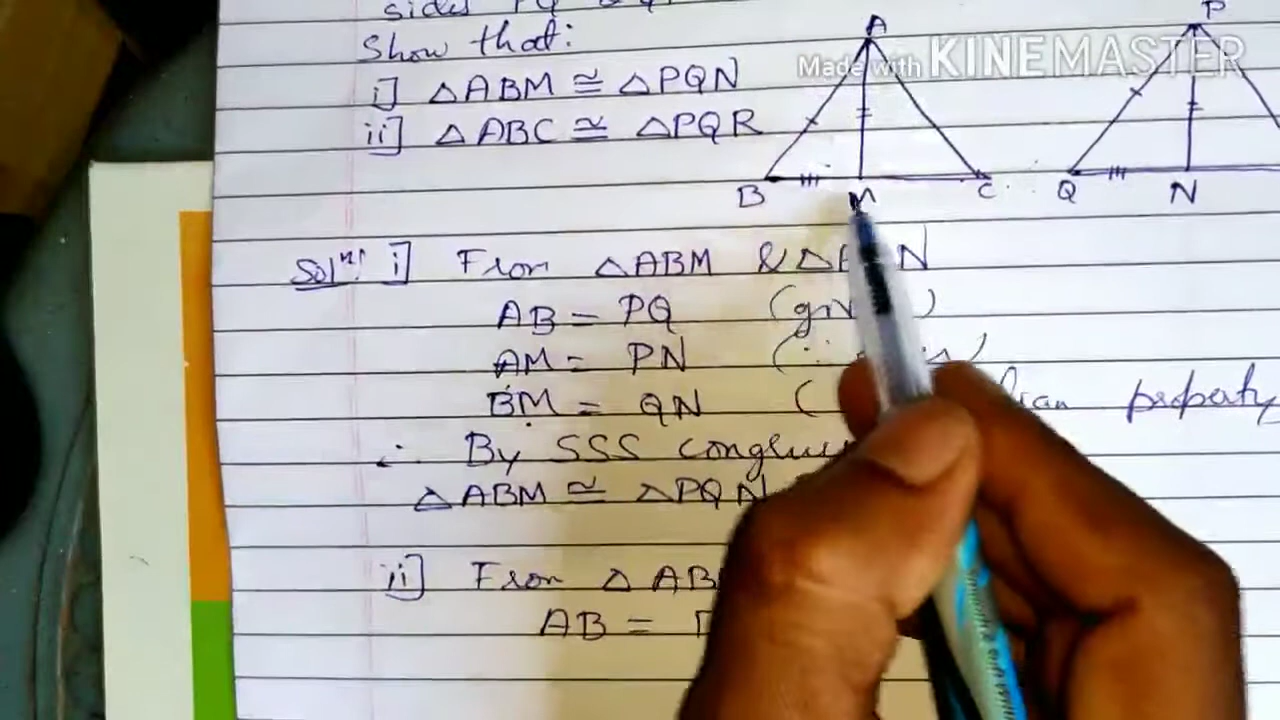 Show that:
i] △ABM ≅ △PQN
ii] △ABC ≅ △PQR
A
B
M
C
P
Q
N
Made with KINEMASTER
Solⁿ: i] From △ABM & △ N
AB = PQ
AM = PN
BM = QN ( property
∴ By SSS
△ABM ≅ △PQN
ii] From △
AB =